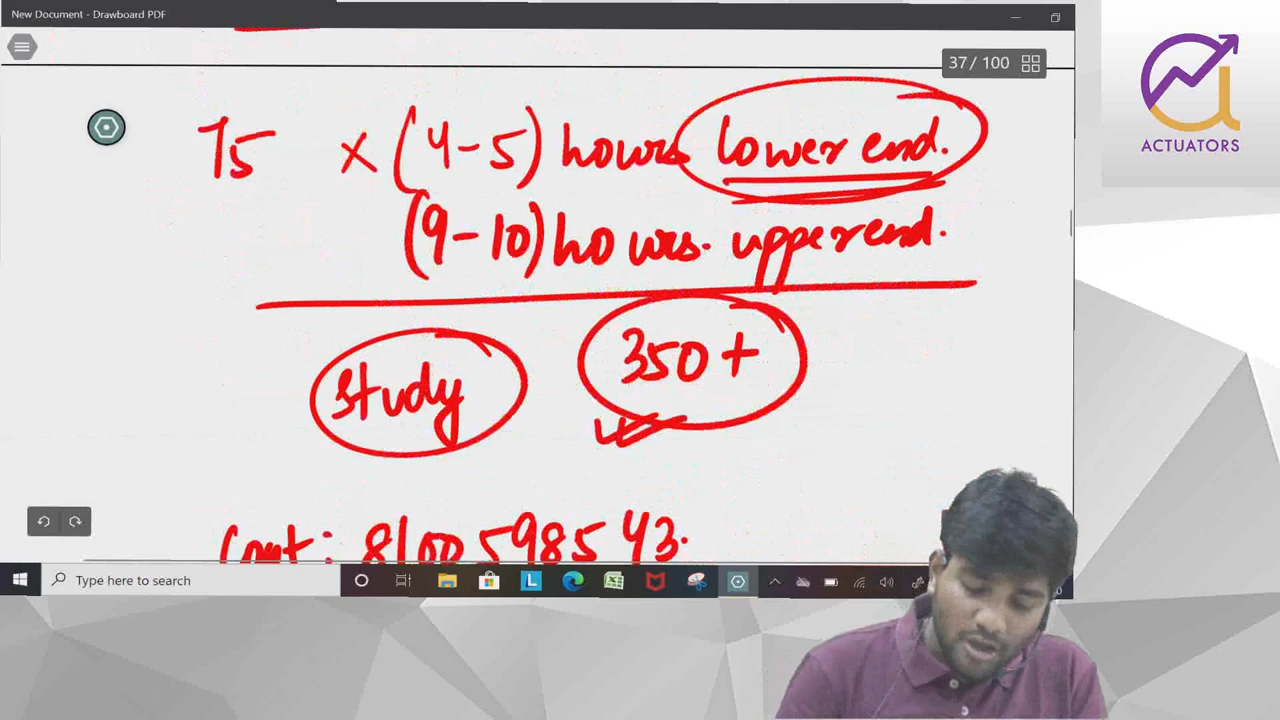 New Document - Drawboard PDF
37 / 100
75 × (4-5) hours lower end.
(9-10) hours. upper end.
study 350+
Cont: 8100598543.
Type here to search
ACTUATORS